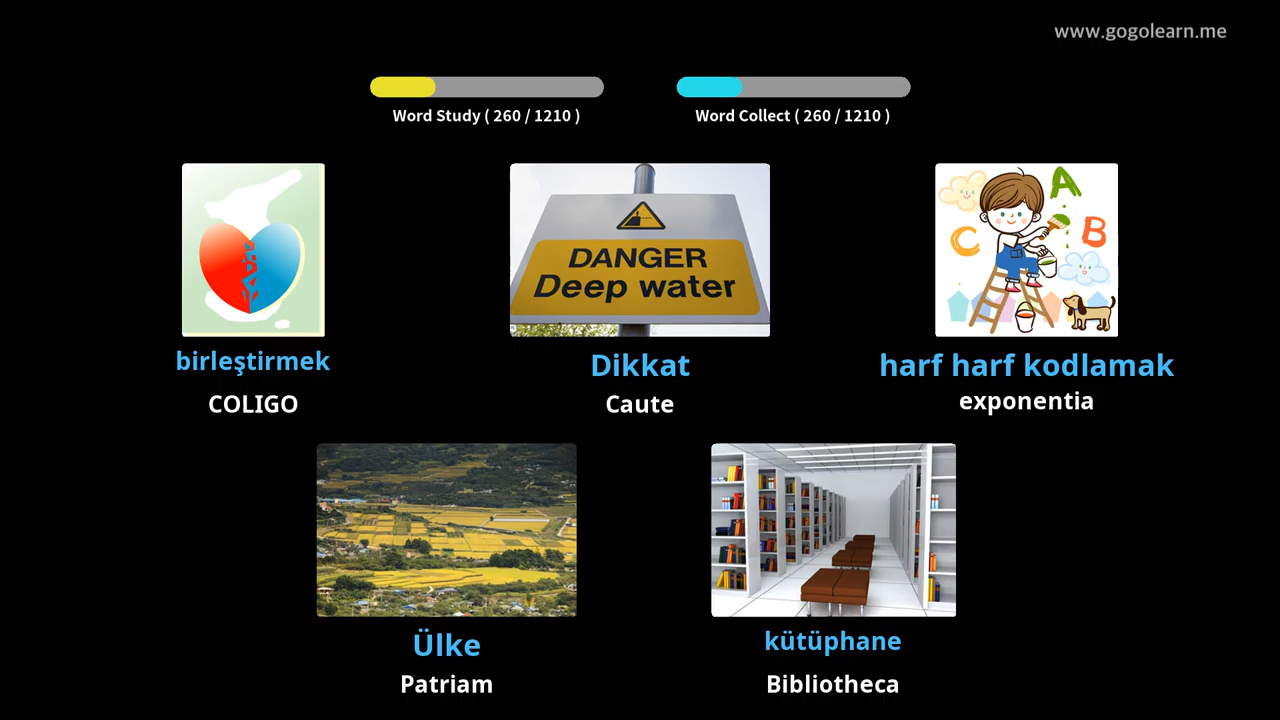 www.gogolearn.me
Word Study ( 260 / 1210 )
Word Collect ( 260 / 1210 )
DANGER
Deep water
A
B
C
birleştirmek
COLIGO
Dikkat
Caute
harf harf kodlamak
exponentia
Ülke
Patriam
kütüphane
Bibliotheca